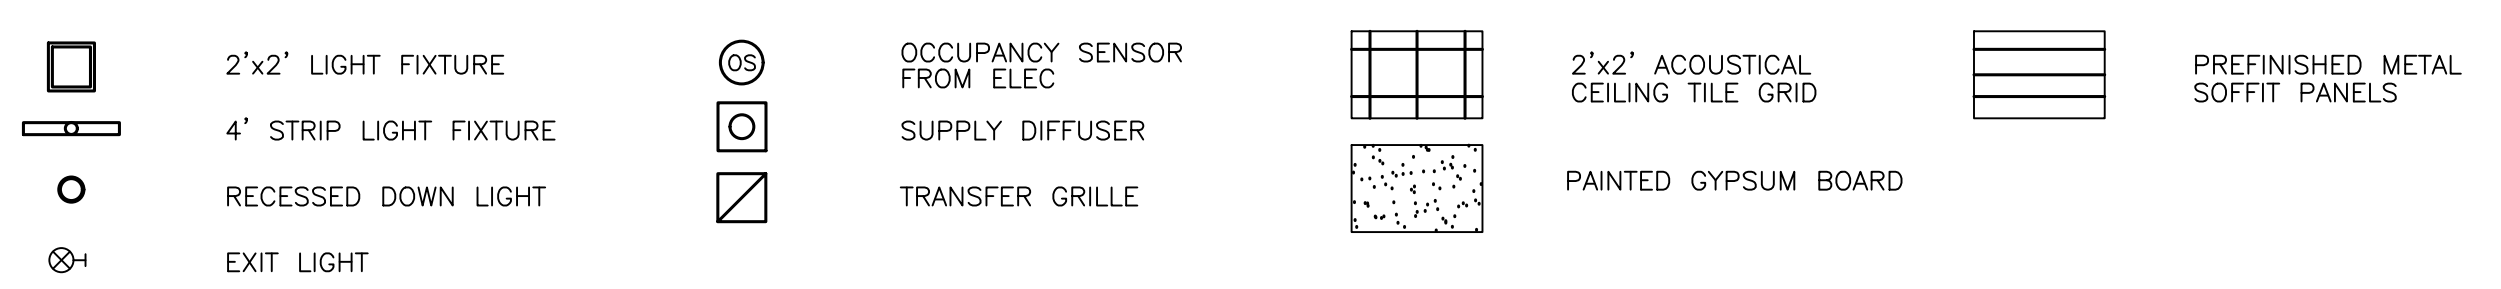 2'x2' LIGHT FIXTURE
4' STRIP LIGHT FIXTURE
RECESSED DOWN LIGHT
EXIT LIGHT
OS
OCCUPANCY SENSOR
FROM ELEC
SUPPLY DIFFUSER
TRANSFER GRILLE
2'x2' ACOUSTICAL
CEILING TILE GRID
PAINTED GYPSUM BOARD
PREFINISHED METAL
SOFFIT PANELS